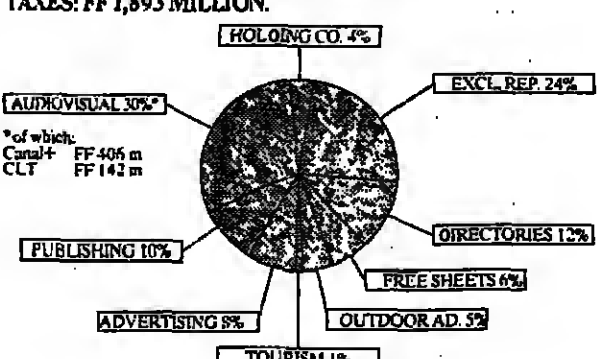 TAXES: FF 1,893 MILLION.
HOLDING CO. 4%
EXCL. REP. 24%
AUDIOVISUAL 30%*
*of which:
Canal+ FF 406 m
CLT FF 142 m
DIRECTORIES 12%
PUBLISHING 10%
FREE SHEETS 6%
ADVERTISING 8%
OUTDOOR AD. 5%
TOURISM 1%